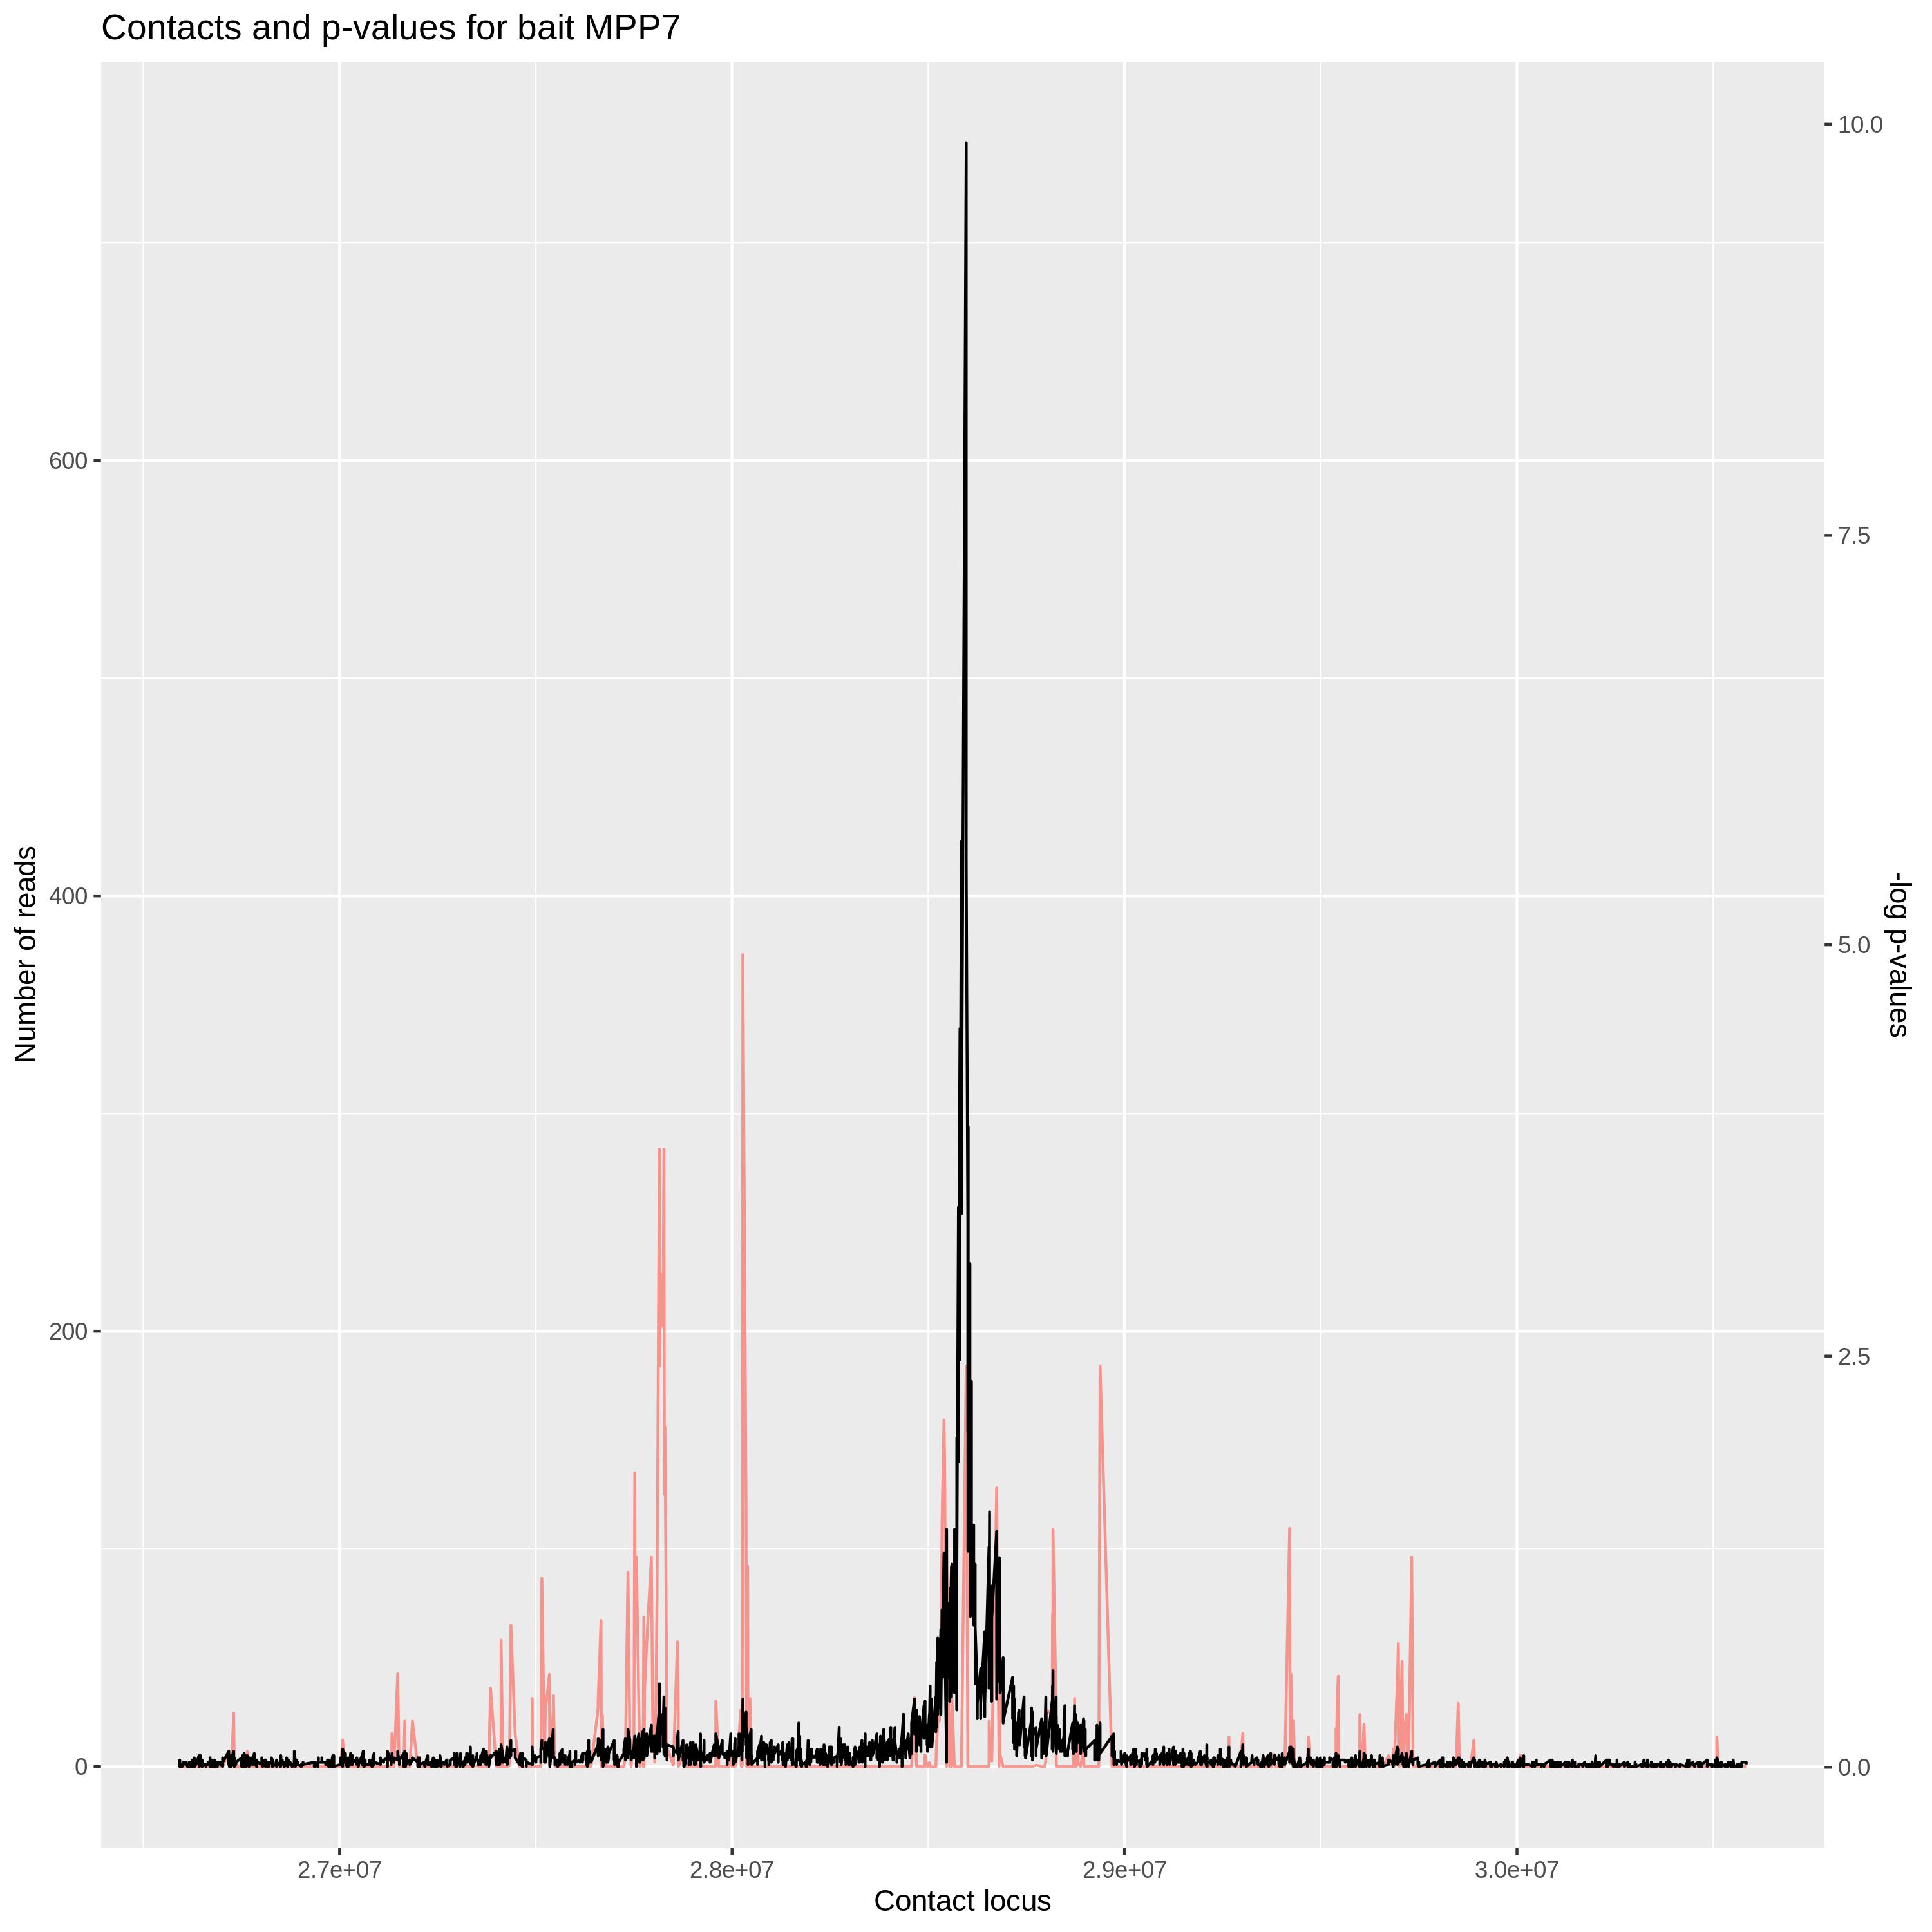 Contacts and p-values for bait MPP7
10.0
7.5
5.0
2.5
0.0
600
400
200
0
Number of reads
-log p-values
2.7e+07
2.8e+07
2.9e+07
3.0e+07
Contact locus